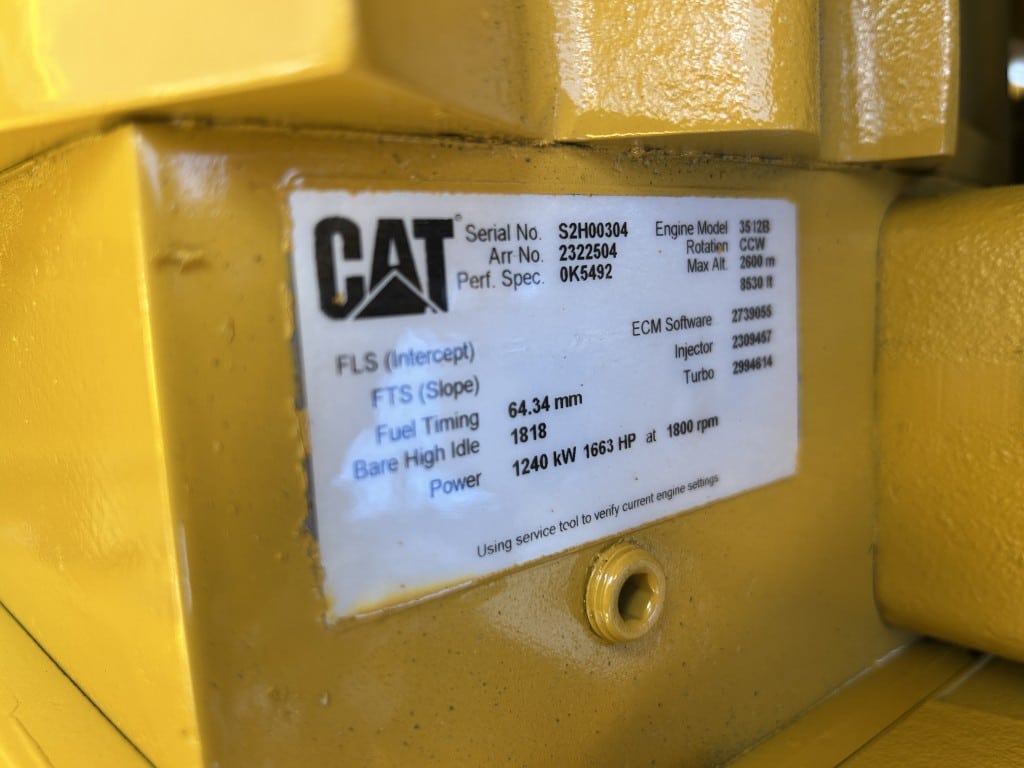 CAT®
Serial No. S2H00304 Engine Model 3512B
Arr No. 2322504 Rotation CCW
Perf. Spec. 0K5492 Max Alt. 2600 m
8530 ft
ECM Software 2739055
FLS (Intercept) Injector 2309457
FTS (Slope) Turbo 2994614
Fuel Timing 64.34 mm
Bare High Idle 1818
Power 1240 kW 1663 HP at 1800 rpm
Using service tool to verify current engine settings